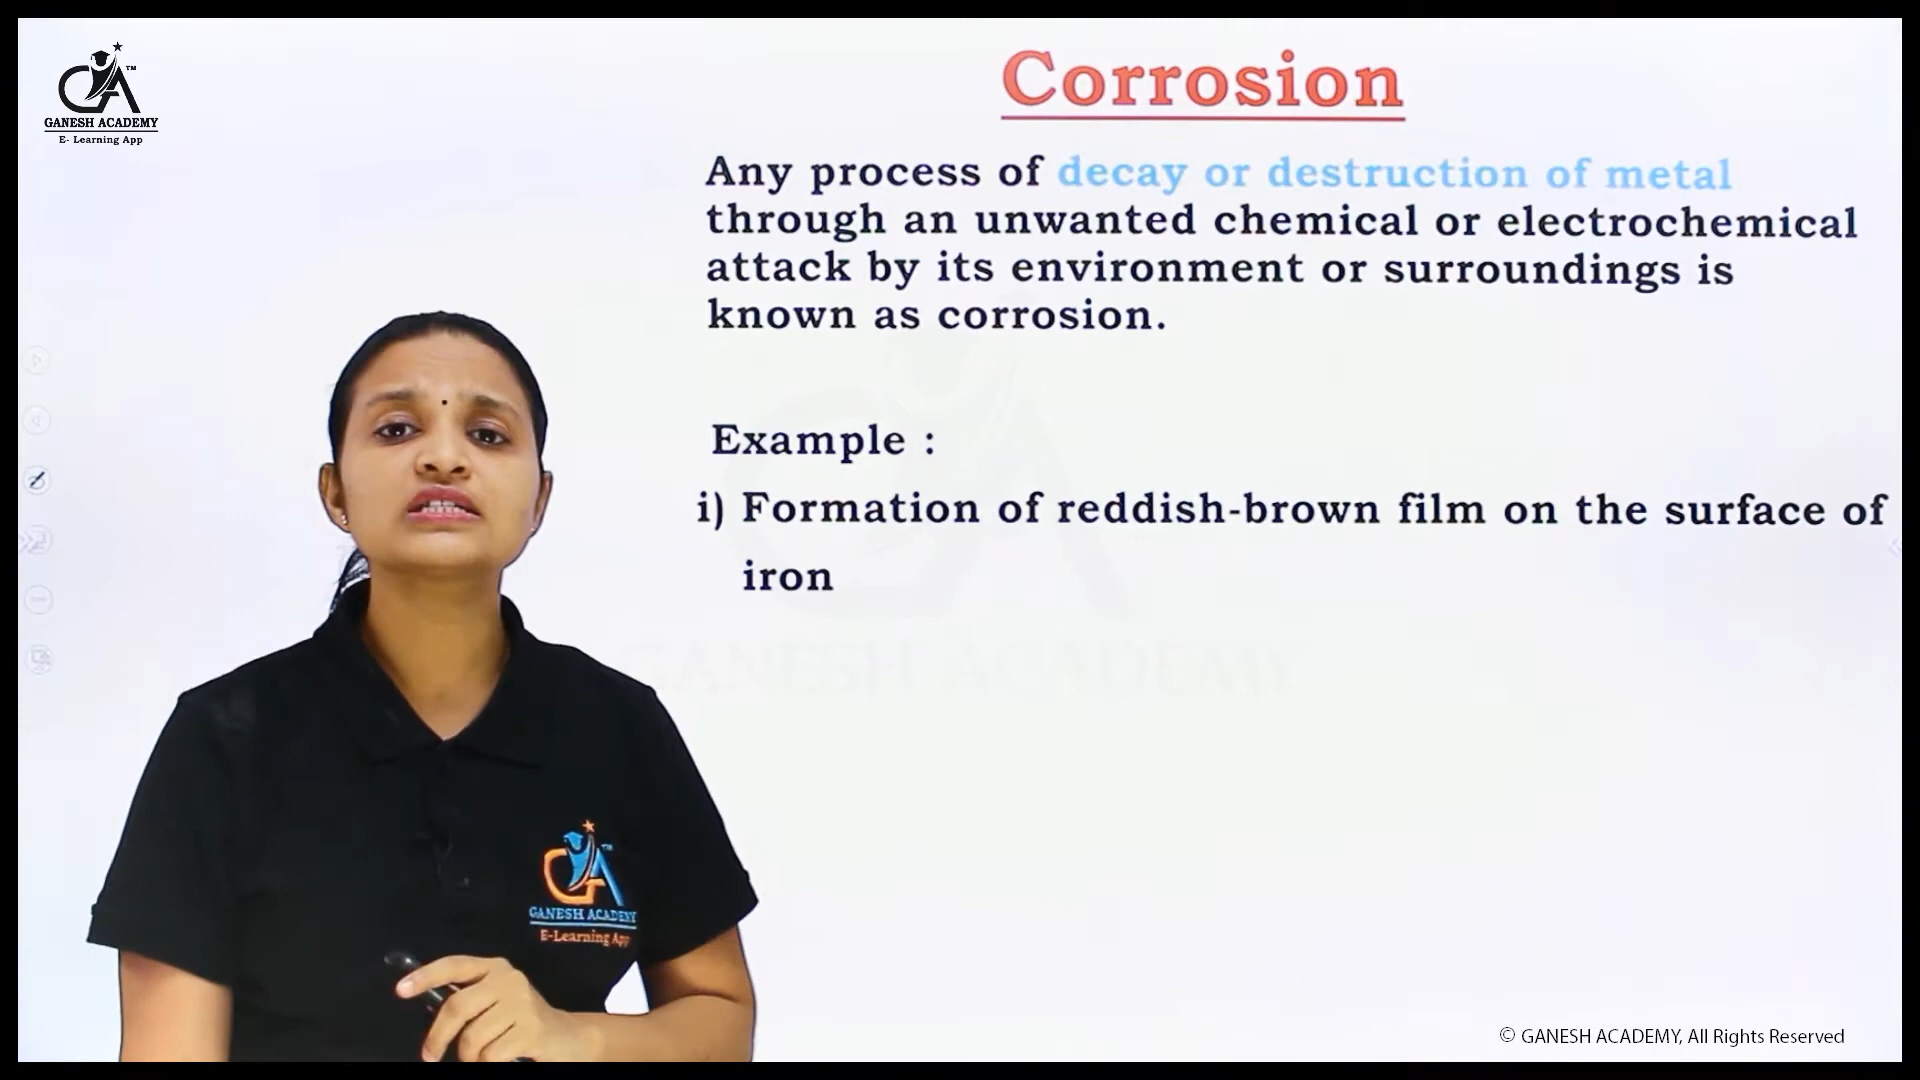 GANESH ACADEMY
E- Learning App
Corrosion
Any process of decay or destruction of metal
through an unwanted chemical or electrochemical
attack by its environment or surroundings is
known as corrosion.
Example :
i) Formation of reddish-brown film on the surface of
iron
GANESH ACADEMY
GANESH ACADEMY
E-Learning App
© GANESH ACADEMY, All Rights Reserved